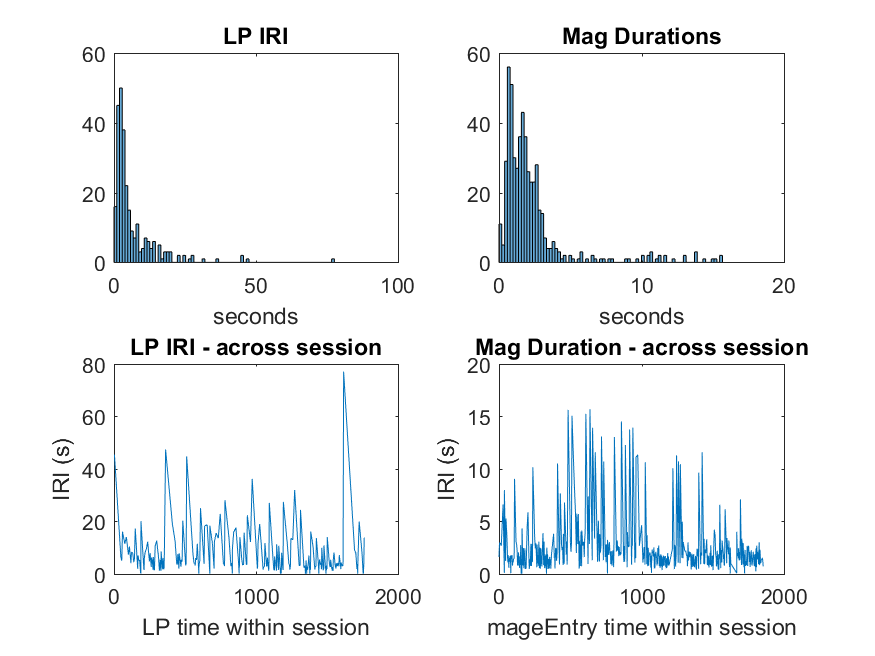 LP IRI
60
40
20
0
0 50 100
seconds
Mag Durations
60
40
20
0
0 10 20
seconds
LP IRI - across session
80
60
40
20
0
IRI (s)
0 1000 2000
LP time within session
Mag Duration - across session
20
15
10
5
0
IRI (s)
0 1000 2000
mageEntry time within session